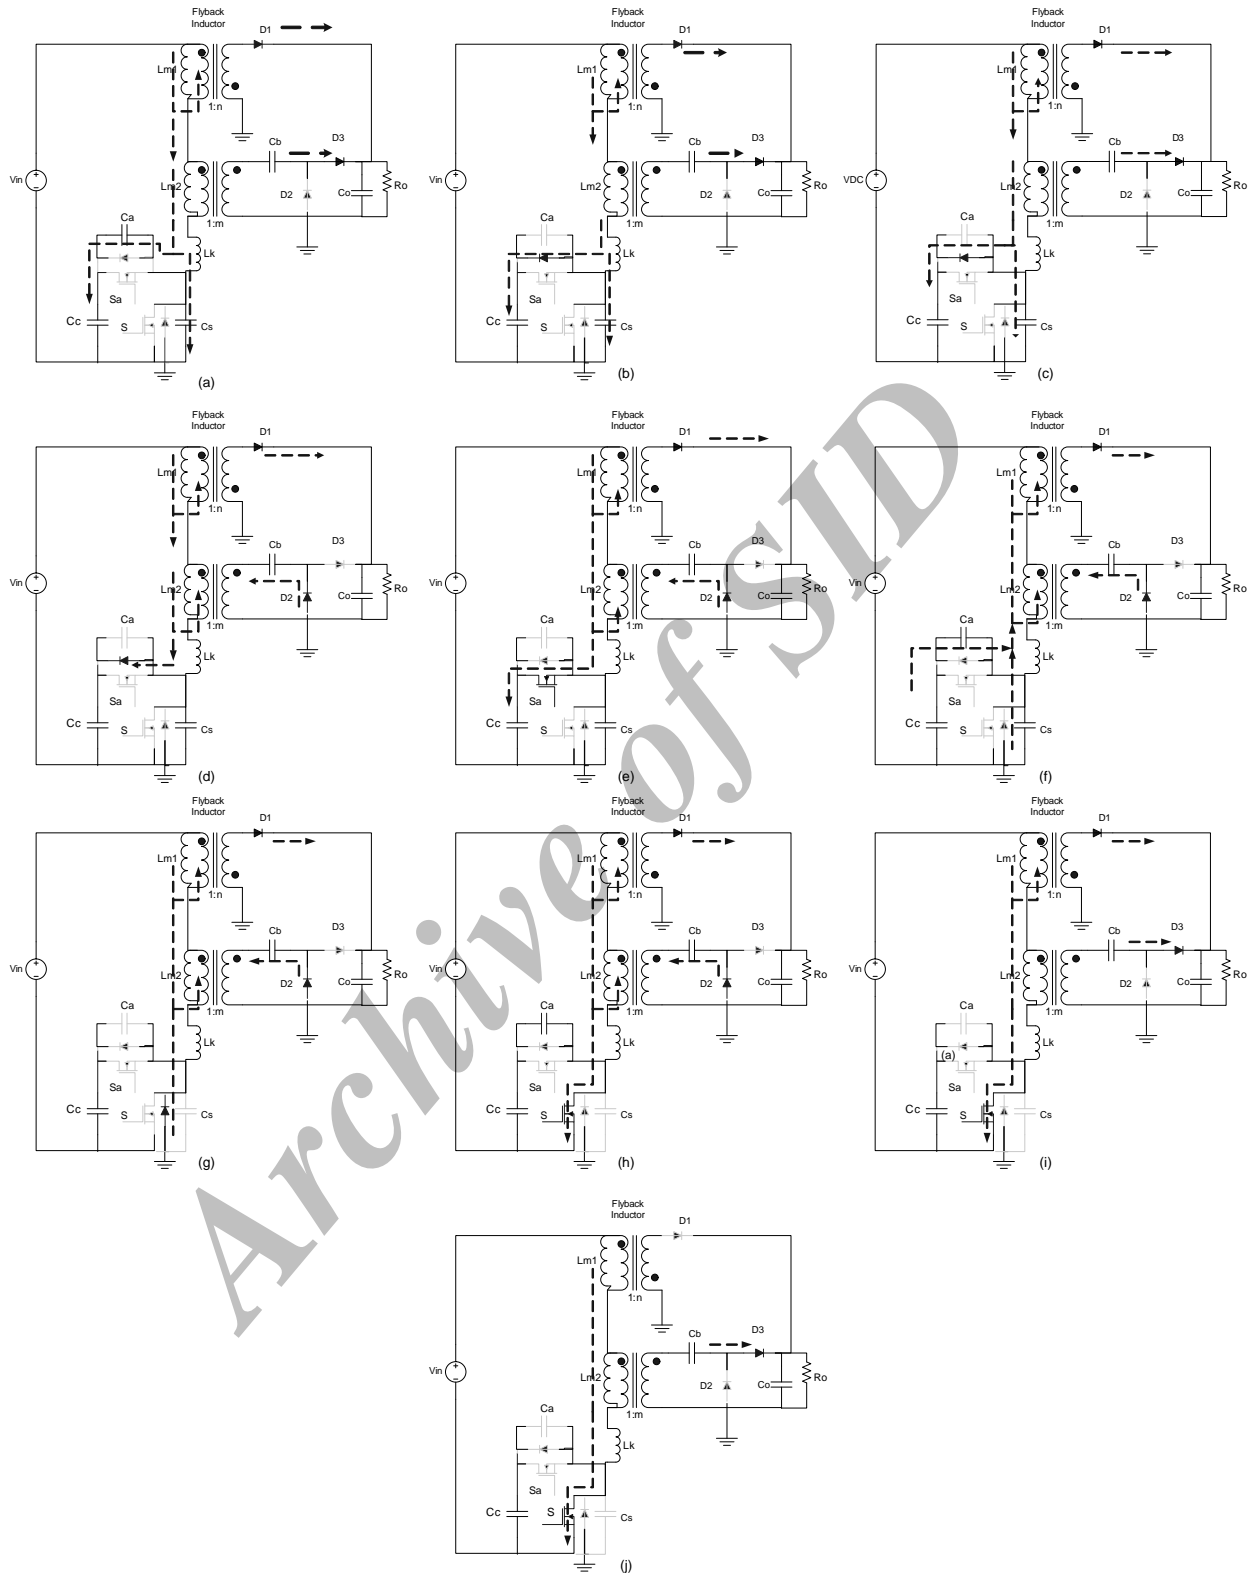 Flyback
Inductor
D1
Lm1
1:n
Cb
D3
Vin
Lm2
D2
Co
Ro
1:m
Ca
Lk
Sa
Cc
S
Cs
(a)
Flyback
Inductor
D1
Lm1
1:n
Cb
D3
Vin
Lm2
D2
Co
Ro
1:m
Ca
Lk
Sa
Cc
S
Cs
(b)
Flyback
Inductor
D1
Lm1
1:n
Cb
D3
VDC
Lm2
D2
Co
Ro
1:m
Ca
Lk
Sa
Cc
S
Cs
(c)
Flyback
Inductor
D1
Lm1
1:n
Cb
D3
Vin
Lm2
D2
Co
Ro
1:m
Ca
Lk
Sa
Cc
S
Cs
(d)
Flyback
Inductor
D1
Lm1
1:n
Cb
D3
Vin
Lm2
D2
Co
Ro
1:m
Ca
Lk
Sa
Cc
S
Cs
(e)
Flyback
Inductor
D1
Lm1
1:n
Cb
D3
Vin
Lm2
D2
Co
Ro
1:m
Ca
Lk
Sa
Cc
S
Cs
(f)
Flyback
Inductor
D1
Lm1
1:n
Cb
D3
Vin
Lm2
D2
Co
Ro
1:m
Ca
Lk
Sa
Cc
S
Cs
(g)
Flyback
Inductor
D1
Lm1
1:n
Cb
D3
Vin
Lm2
D2
Co
Ro
1:m
Ca
Lk
Sa
Cc
S
Cs
(h)
Flyback
Inductor
D1
Lm1
1:n
Cb
D3
Vin
Lm2
D2
Co
Ro
1:m
Ca
Lk
(a)
Sa
Cc
S
Cs
(i)
Flyback
Inductor
D1
Lm1
1:n
Cb
D3
Vin
Lm2
D2
Co
Ro
1:m
Ca
Lk
Sa
Cc
S
Cs
(j)
Archive of SID